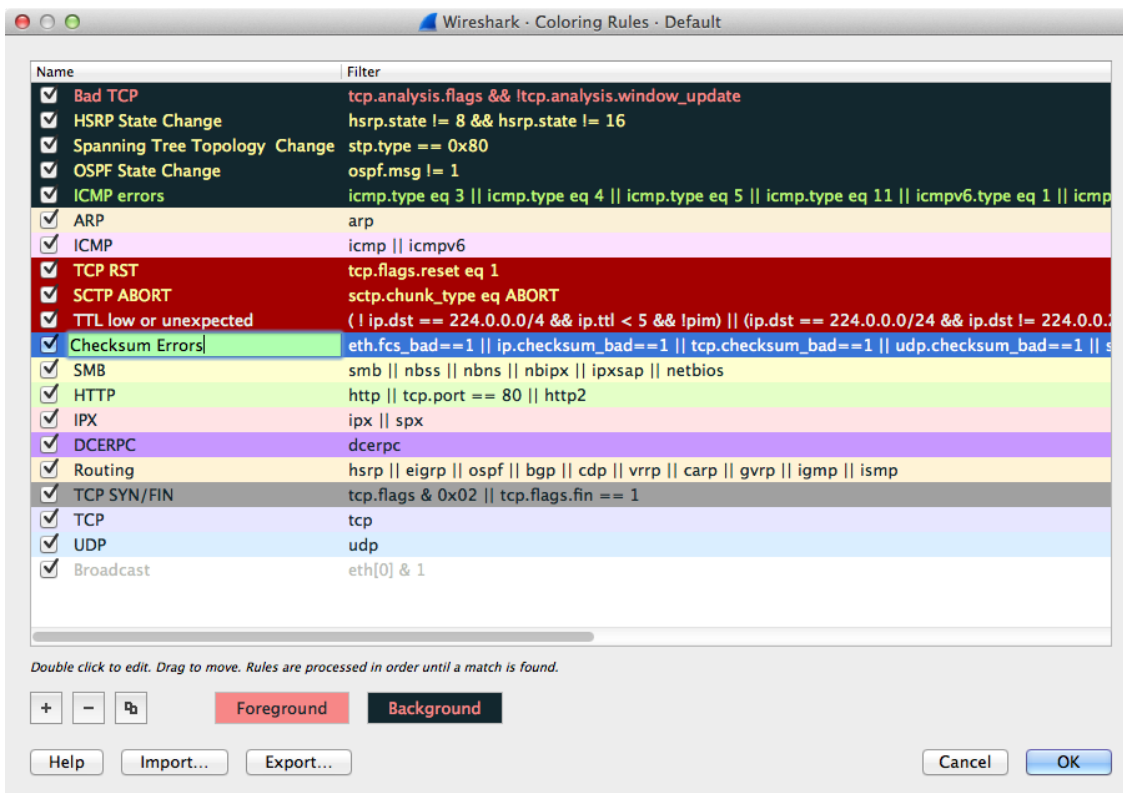 Wireshark · Coloring Rules · Default
Name Filter
Bad TCP tcp.analysis.flags && !tcp.analysis.window_update
HSRP State Change hsrp.state != 8 && hsrp.state != 16
Spanning Tree Topology Change stp.type == 0x80
OSPF State Change ospf.msg != 1
ICMP errors icmp.type eq 3 || icmp.type eq 4 || icmp.type eq 5 || icmp.type eq 11 || icmpv6.type eq 1 || icmp
ARP arp
ICMP icmp || icmpv6
TCP RST tcp.flags.reset eq 1
SCTP ABORT sctp.chunk_type eq ABORT
TTL low or unexpected ( ! ip.dst == 224.0.0.0/4 && ip.ttl < 5 && !pim) || (ip.dst == 224.0.0.0/24 && ip.dst != 224.0.0.2
Checksum Errors eth.fcs_bad==1 || ip.checksum_bad==1 || tcp.checksum_bad==1 || udp.checksum_bad==1 || s
SMB smb || nbss || nbns || nbipx || ipxsap || netbios
HTTP http || tcp.port == 80 || http2
IPX ipx || spx
DCERPC dcerpc
Routing hsrp || eigrp || ospf || bgp || cdp || vrrp || carp || gvrp || igmp || ismp
TCP SYN/FIN tcp.flags & 0x02 || tcp.flags.fin == 1
TCP tcp
UDP udp
Broadcast eth[0] & 1
Double click to edit. Drag to move. Rules are processed in order until a match is found.
+ − Foreground Background
Help Import... Export... Cancel OK